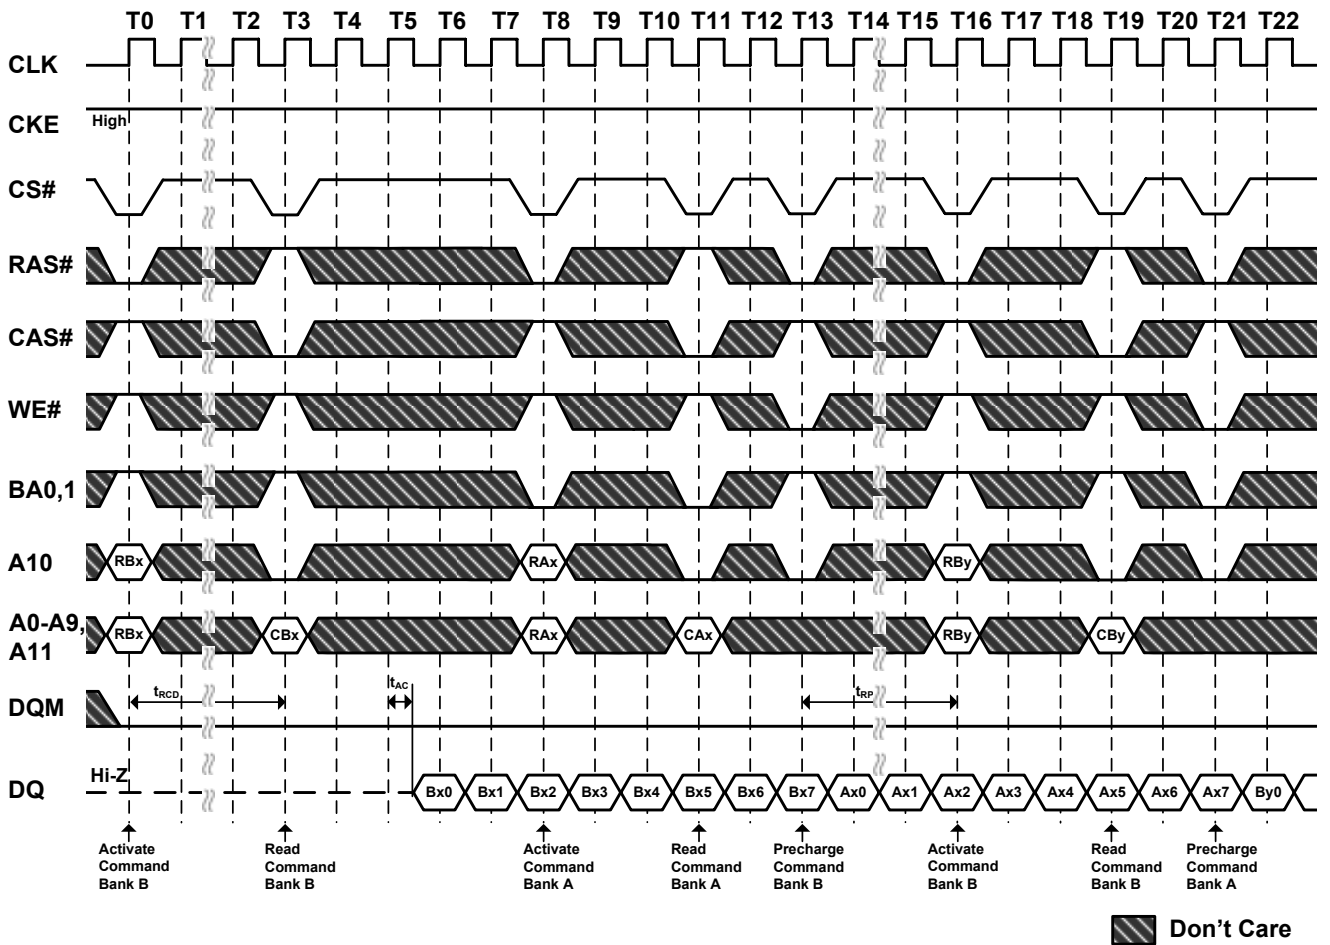 T0 T1 T2 T3 T4 T5 T6 T7 T8 T9 T10 T11 T12 T13 T14 T15 T16 T17 T18 T19 T20 T21 T22
CLK
CKE High
CS#
RAS#
CAS#
WE#
BA0,1
A10 RBx RAx RBy
A0-A9,
A11 RBx CBx RAx CAx RBy CBy
DQM tRCD tAC tRP
DQ Hi-Z Bx0 Bx1 Bx2 Bx3 Bx4 Bx5 Bx6 Bx7 Ax0 Ax1 Ax2 Ax3 Ax4 Ax5 Ax6 Ax7 By0
Activate
Command
Bank B
Read
Command
Bank B
Activate
Command
Bank A
Read
Command
Bank A
Precharge
Command
Bank B
Activate
Command
Bank B
Read
Command
Bank B
Precharge
Command
Bank A
Don't Care